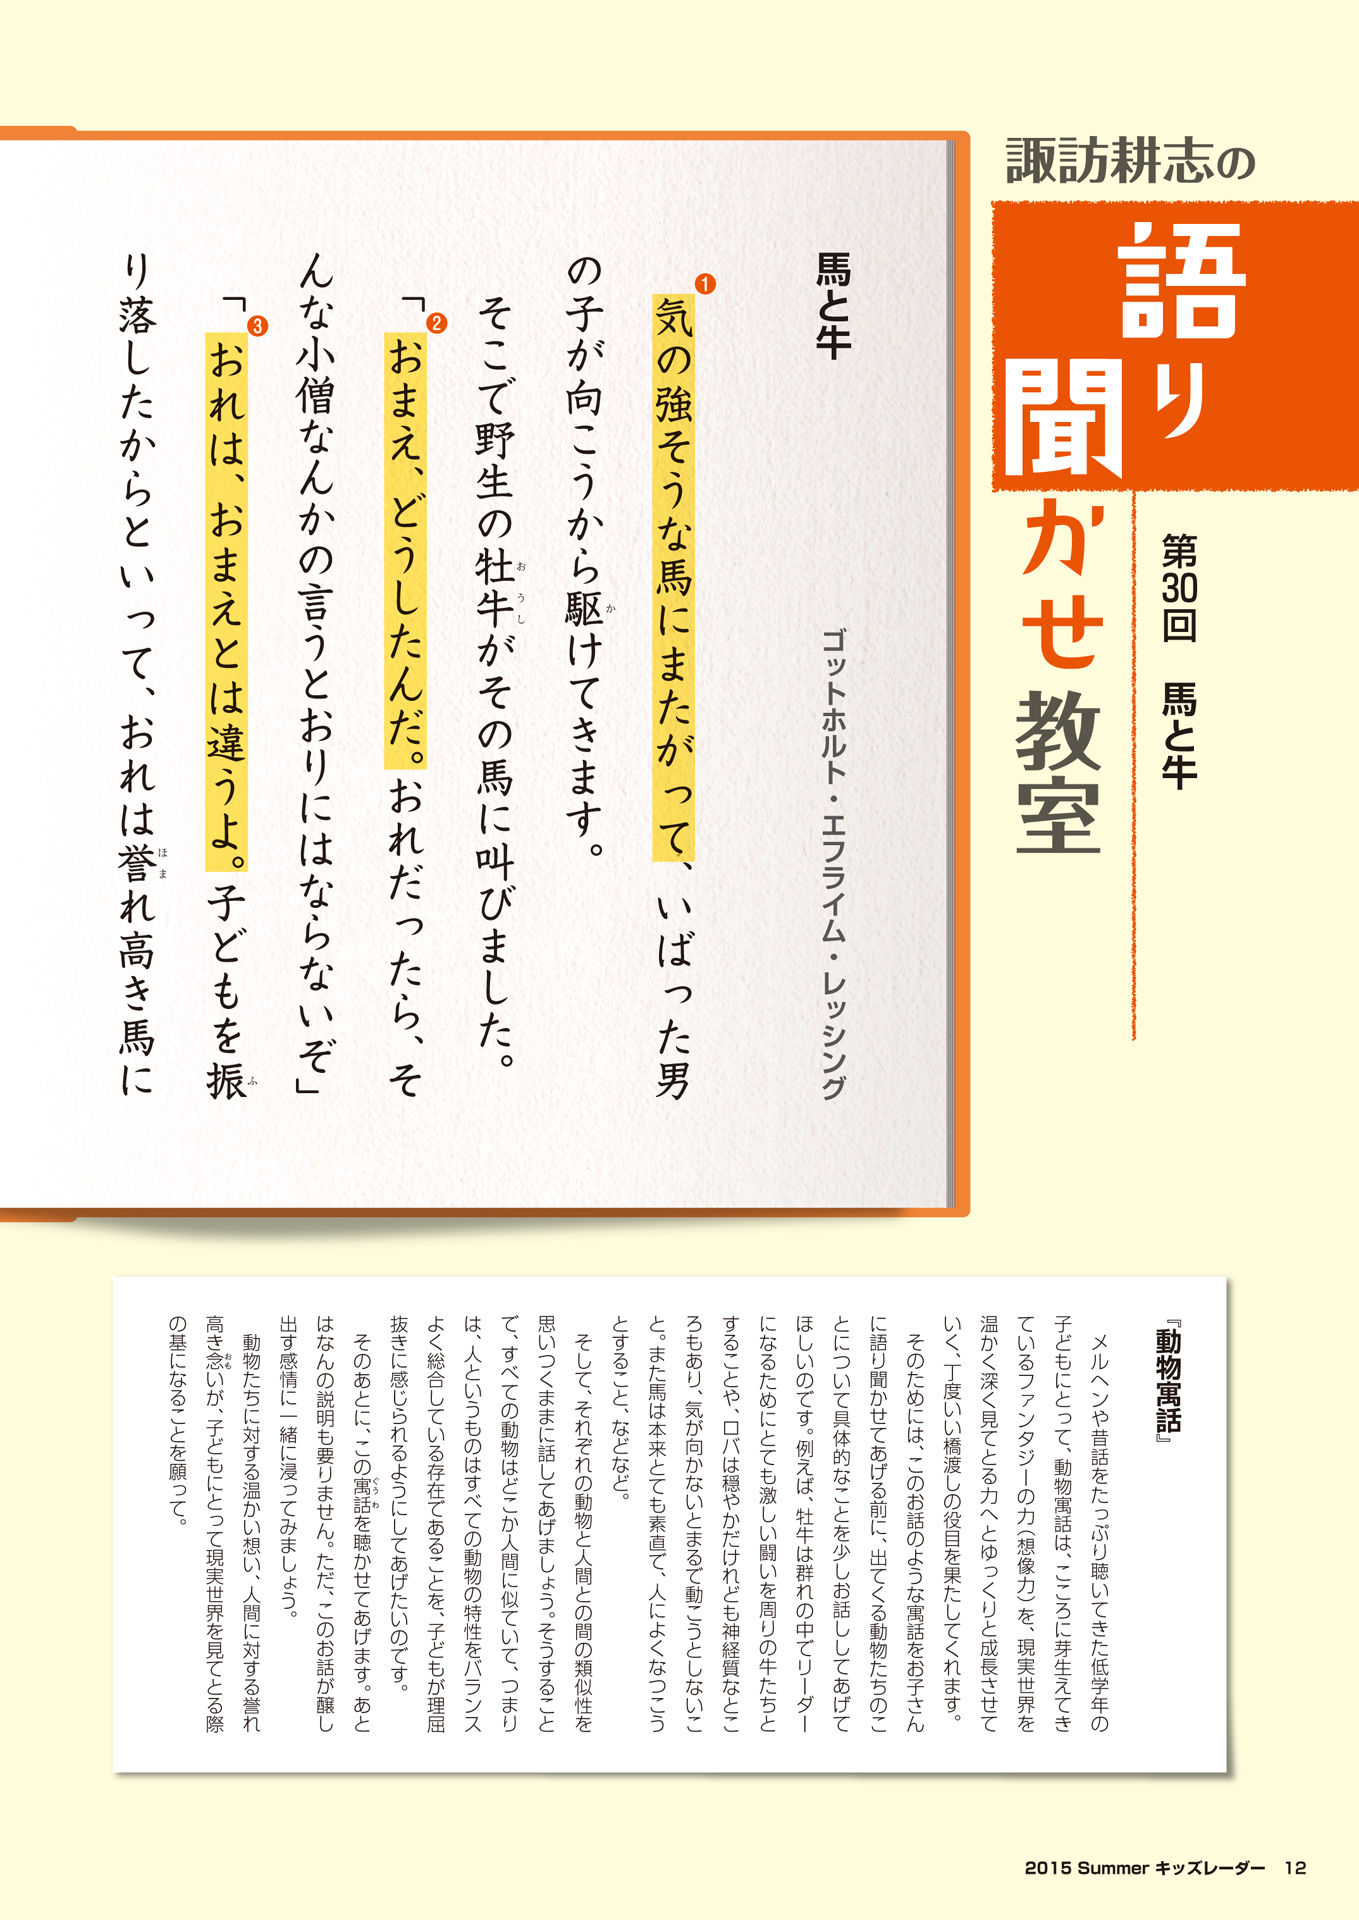 諏訪耕志の
語り
聞かせ教室
第30回　馬と牛
馬と牛
ゴットホルト・エフライム・レッシング
1
気の強そうな馬にまたがって、いばった男
の子が向こうから駆けてきます。
か
そこで野生の牡牛がその馬に叫びました。
おうし
2
「おまえ、どうしたんだ。おれだったら、そ
んな小僧なんかの言うとおりにはならないぞ」
3
「おれは、おまえとは違うよ。子どもを振
ふ
り落したからといって、おれは誉れ高き馬に
ほま
『動物寓話』
メルヘンや昔話をたっぷり聴いてきた低学年の
子どもにとって、動物寓話は、こころに芽生えてき
ているファンタジーの力（想像力）を、現実世界を
温かく深く見てとる力へとゆっくりと成長させて
いく、丁度いい橋渡しの役目を果たしてくれます。
そのためには、このお話のような寓話をお子さん
に語り聞かせてあげる前に、出てくる動物たちのこ
とについて具体的なことを少しお話ししてあげて
ほしいのです。例えば、牡牛は群れの中でリーダー
になるためにとても激しい闘いを周りの牛たちと
することや、ロバは穏やかだけれども神経質なとこ
ろもあり、気が向かないとまるで動こうとしないこ
と。また馬は本来とても素直で、人によくなつこう
とすること、などなど。
そして、それぞれの動物と人間との間の類似性を
思いつくままに話してあげましょう。そうすること
で、すべての動物はどこか人間に似ていて、つまり
は、人というものはすべての動物の特性をバランス
よく総合している存在であることを、子どもが理屈
抜きに感じられるようにしてあげたいのです。
そのあとに、この寓話を聴かせてあげます。あと
ぐうわ
はなんの説明も要りません。ただ、このお話が醸し
出す感情に一緒に浸ってみましょう。
動物たちに対する温かい想い、人間に対する誉れ
高き念いが、子どもにとって現実世界を見てとる際
おも
の基になることを願って。
2015 Summer キッズレーダー　12